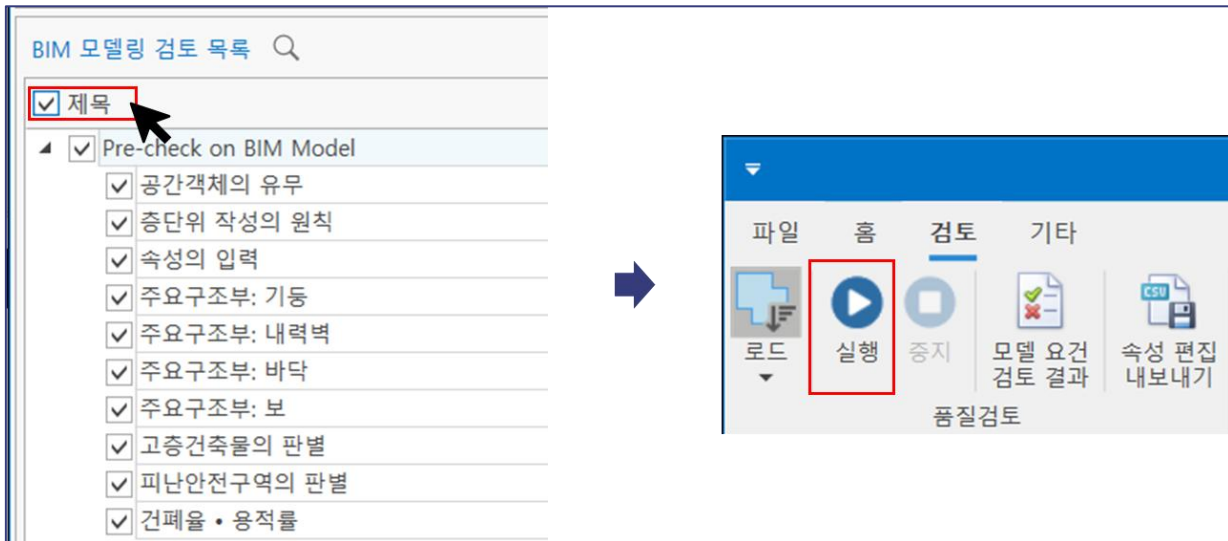 BIM 모델링 검토 목록
제목
Pre-check on BIM Model
공간객체의 유무
층단위 작성의 원칙
속성의 입력
주요구조부: 기둥
주요구조부: 내력벽
주요구조부: 바닥
주요구조부: 보
고층건축물의 판별
피난안전구역의 판별
건폐율 • 용적률
파일 홈 검토 기타
CSV
로드 실행 중지 모델 요건 속성 편집
검토 결과 내보내기
품질검토